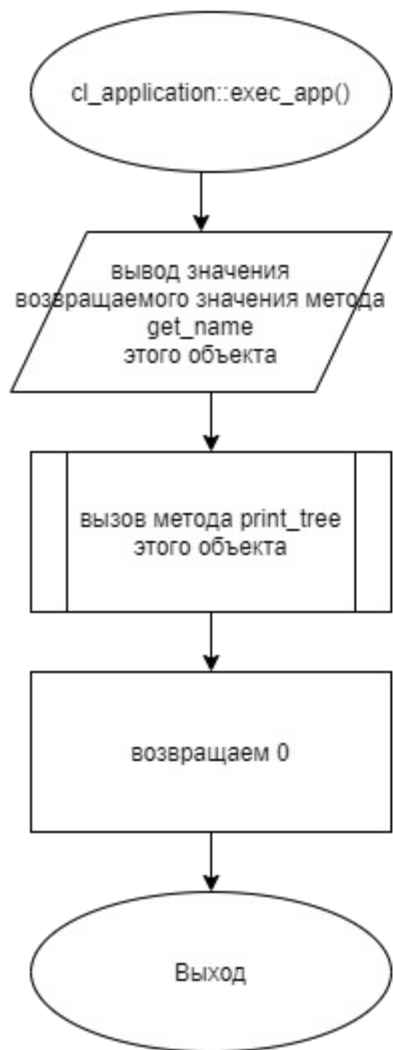 cl_application::exec_app()
вывод значения
возвращаемого значения метода
get_name
этого объекта
вызов метода print_tree
этого объекта
возвращаем 0
Выход